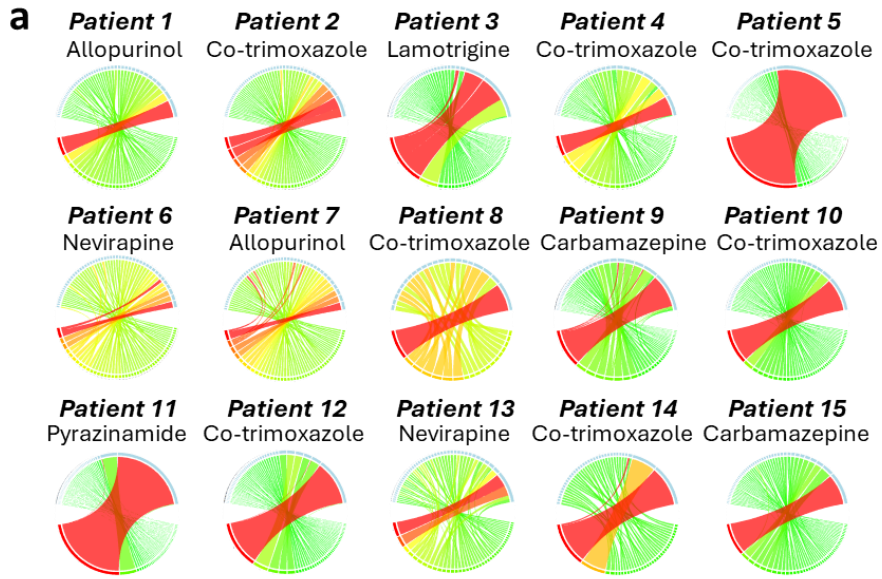 a
Patient 1 Patient 2 Patient 3 Patient 4 Patient 5
Allopurinol Co-trimoxazole Lamotrigine Co-trimoxazole Co-trimoxazole
Patient 6 Patient 7 Patient 8 Patient 9 Patient 10
Nevirapine Allopurinol Co-trimoxazole Carbamazepine Co-trimoxazole
Patient 11 Patient 12 Patient 13 Patient 14 Patient 15
Pyrazinamide Co-trimoxazole Nevirapine Co-trimoxazole Carbamazepine